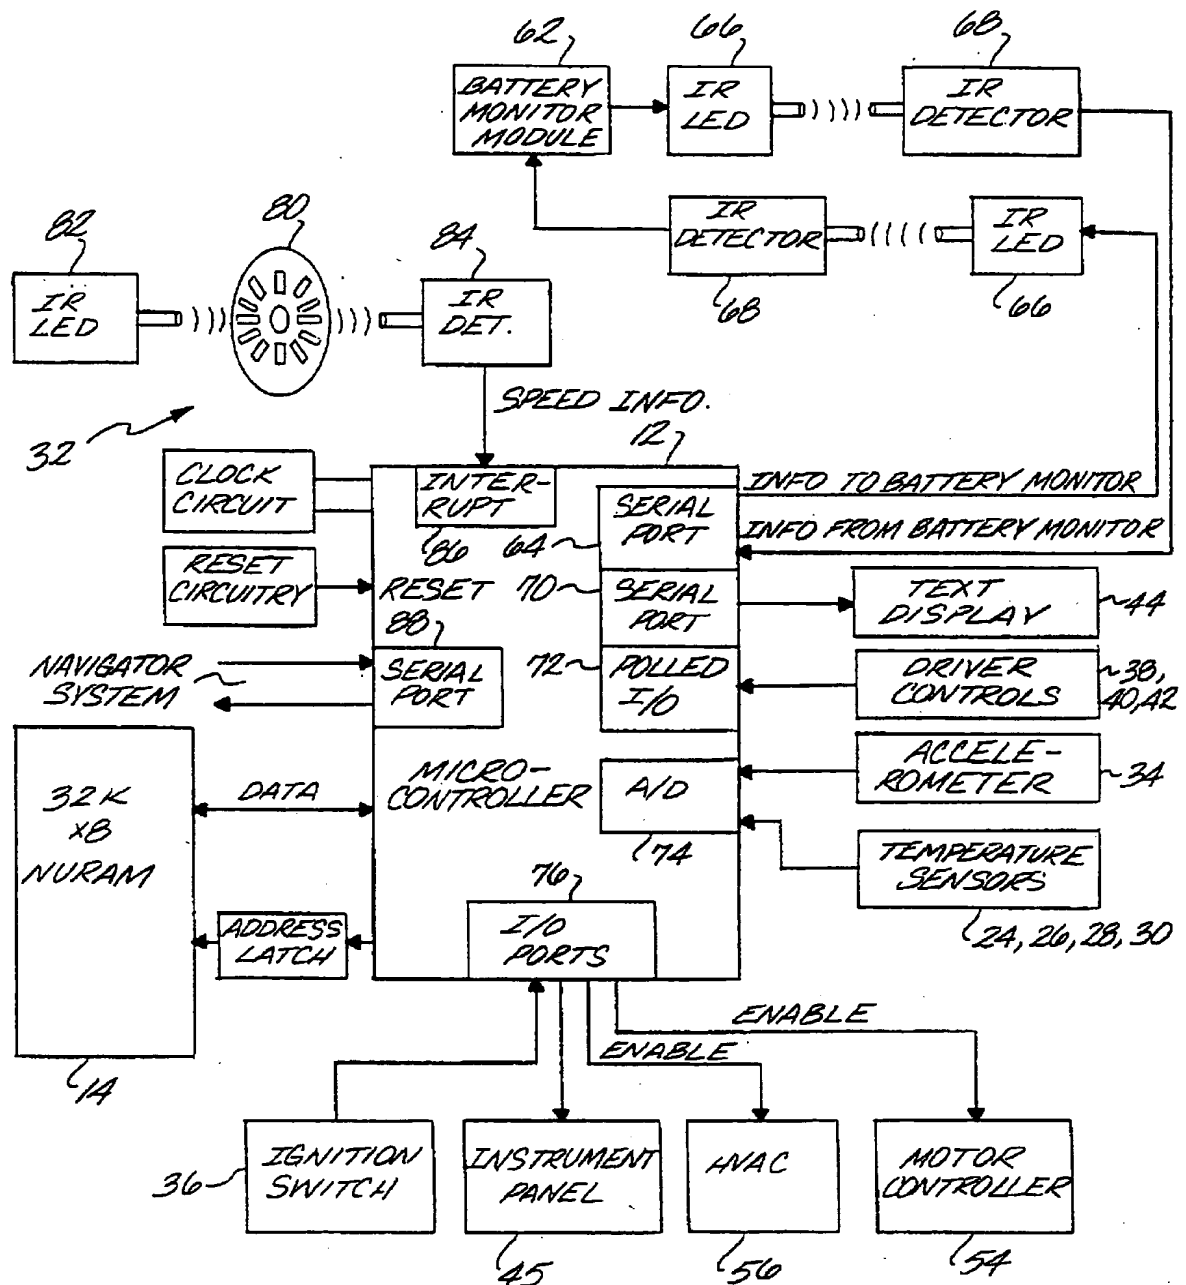 62
66
68
BATTERY
MONITOR
MODULE
IR
LED
IR
DETECTOR
82
80
84
IR
DETECTOR
IR
LED
68
66
IR
LED
IR
DET.
SPEED INFO.
32
12
CLOCK
CIRCUIT
INTER-
RUPT
86
SERIAL
PORT
64
INFO TO BATTERY MONITOR
INFO FROM BATTERY MONITOR
RESET
CIRCUITRY
RESET
88
70
SERIAL
PORT
TEXT
DISPLAY
44
NAVIGATOR
SYSTEM
SERIAL
PORT
72
POLLED
I/O
DRIVER
CONTROLS
38,
40,42
32K
x8
NURAM
DATA
MICRO-
CONTROLLER
A/D
74
ACCELE-
ROMETER
34
TEMPERATURE
SENSORS
24, 26, 28, 30
ADDRESS
LATCH
76
I/O
PORTS
14
ENABLE
ENABLE
36
IGNITION
SWITCH
INSTRUMENT
PANEL
HVAC
MOTOR
CONTROLLER
45
56
54